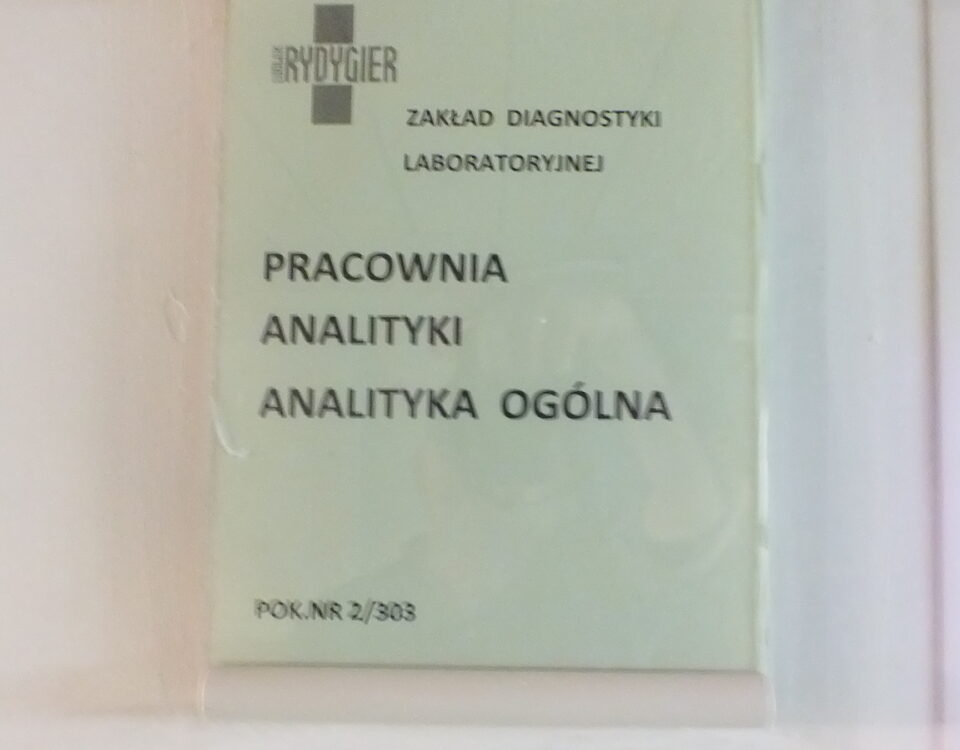 RYDYGIER
ZAKŁAD DIAGNOSTYKI
LABORATORYJNEJ
PRACOWNIA
ANALITYKI
ANALITYKA OGÓLNA
POK.NR 2/303